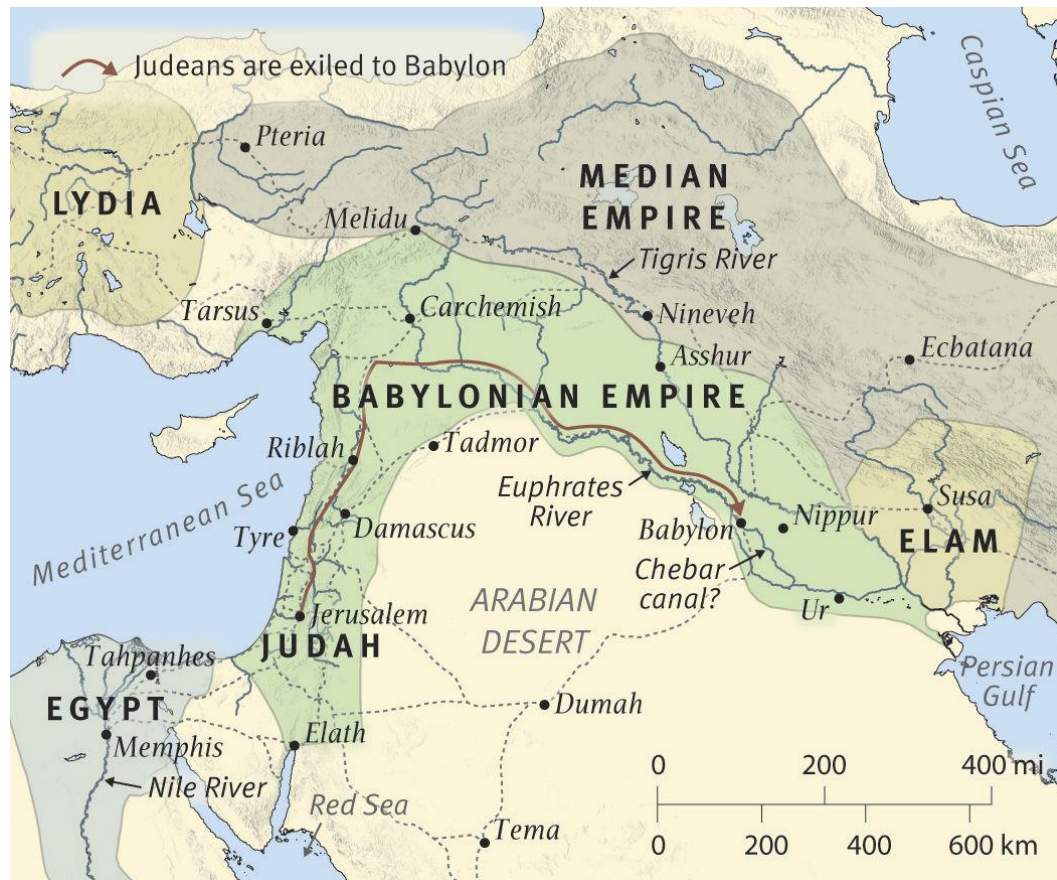 Judeans are exiled to Babylon
Caspian Sea
Pteria
MEDIAN
EMPIRE
LYDIA
Melidu
Tigris River
Tarsus
Carchemish
Nineveh
Asshur
Ecbatana
BABYLONIAN EMPIRE
Riblah
Tadmor
Euphrates
River
Susa
Mediterranean Sea
Tyre
Damascus
Babylon
Nippur
ELAM
Chebar
canal?
Ur
ARABIAN
DESERT
Jerusalem
JUDAH
Tahpanhes
Persian
Gulf
EGYPT
Memphis
Dumah
Elath
Nile River
Red Sea
Tema
0 200 400 mi
0 200 400 600 km